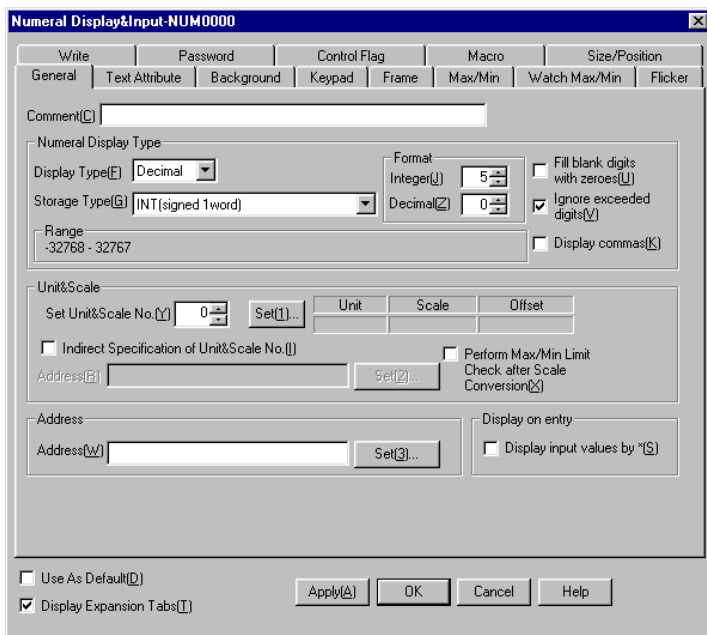 Numeral Display&Input-NUM0000
Write Password Control Flag Macro Size/Position
General Text Attribute Background Keypad Frame Max/Min Watch Max/Min Flicker
Comment(C)
Numeral Display Type
Display Type(F) Decimal
Storage Type(G) INT(signed 1word)
Format
Integer(J) 5
Decimal(Z) 0
Fill blank digits
with zeroes(U)
Ignore exceeded
digits(V)
Display commas(K)
Range
-32768 - 32767
Unit&Scale
Set Unit&Scale No.(Y) 0 Set(1)... Unit Scale Offset
Indirect Specification of Unit&Scale No.(I)
Address(R) Set(2)...
Perform Max/Min Limit
Check after Scale
Conversion(X)
Address
Address(W) Set(3)...
Display on entry
Display input values by *(S)
Use As Default(D)
Display Expansion Tabs(T)
Apply(A) OK Cancel Help